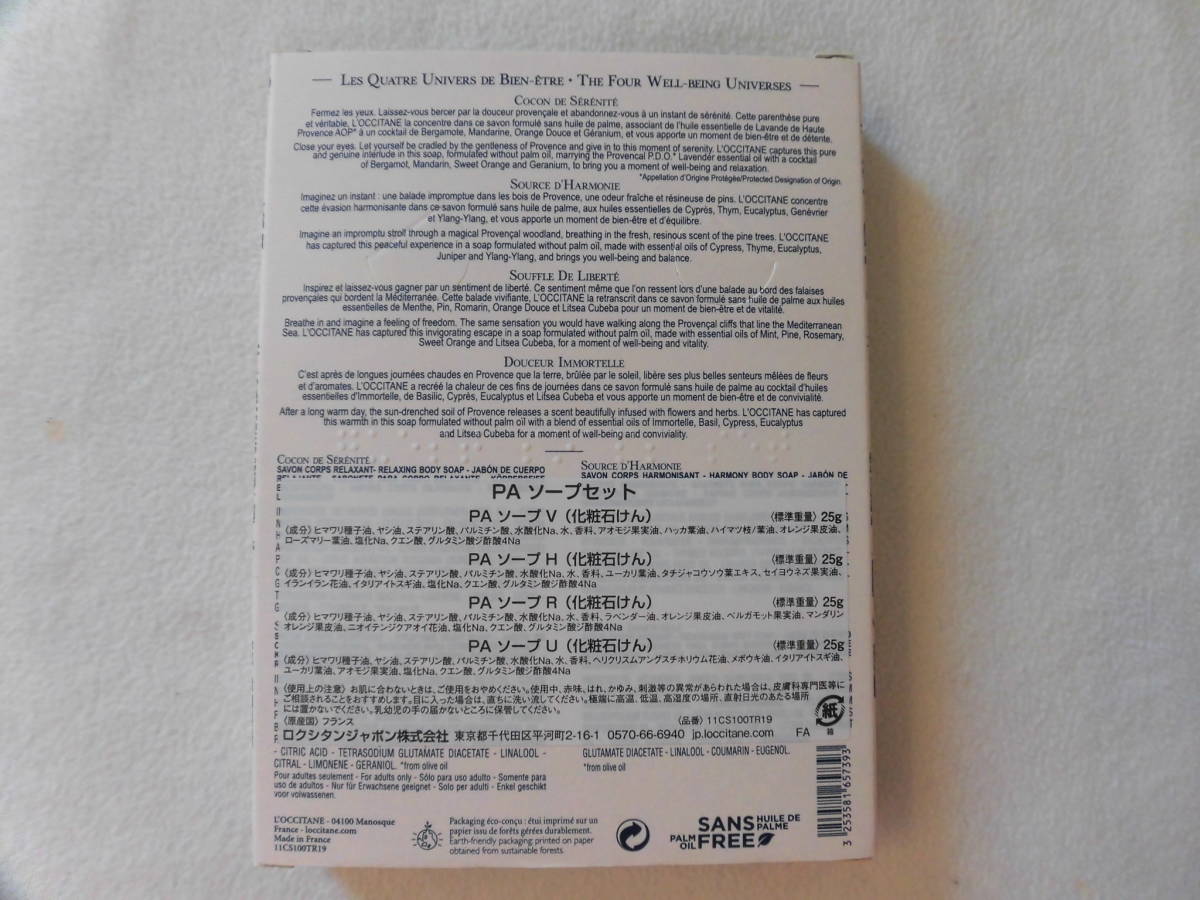 LES QUATRE UNIVERS DE BIEN-ÊTRE • THE FOUR WELL-BEING UNIVERSES
COCON DE SÉRÉNITÉ
Fermez les yeux. Laissez-vous bercer par la douceur provençale et abandonnez-vous à un instant de sérénité. Cette parenthèse pure
et véritable, L'OCCITANE la concentre dans ce savon formulé sans huile de palme, associant de l'huile essentielle de Lavande de Haute
Provence AOP* à un cocktail de Bergamote, Mandarine, Orange Douce et Géranium, et vous apporte un moment de bien-être et de détente.
Close your eyes. Let yourself be cradled by the gentleness of Provence and give in to this moment of serenity. L'OCCITANE captures this pure
and genuine interlude in this soap, formulated without palm oil, marrying the Provencal P.D.O.* Lavender essential oil with a cocktail
of Bergamot, Mandarin, Sweet Orange and Geranium, to bring you a moment of well-being and relaxation.
*Appellation d'Origine Protégée/Protected Designation of Origin.
SOURCE D'HARMONIE
Imaginez un instant : une balade impromptue dans les bois de Provence, une odeur fraîche et résineuse de pins. L'OCCITANE concentre
cette évasion harmonisante dans ce savon formulé sans huile de palme, aux huiles essentielles de Cyprès, Thym, Eucalyptus, Genévrier
et Ylang-Ylang, et vous apporte un moment de bien-être et d'équilibre.
Imagine an impromptu stroll through a magical Provençal woodland, breathing in the fresh, resinous scent of the pine trees. L'OCCITANE
has captured this peaceful experience in a soap formulated without palm oil, made with essential oils of Cypress, Thyme, Eucalyptus,
Juniper and Ylang-Ylang, and brings you well-being and balance.
SOUFFLE DE LIBERTÉ
Inspirez et laissez-vous gagner par un sentiment de liberté. Ce sentiment même que l'on ressent lors d'une balade au bord des falaises
provençales qui bordent la Méditerranée. Cette balade vivifiante, L'OCCITANE la retranscrit dans ce savon formulé sans huile de palme aux huiles
essentielles de Menthe, Pin, Romarin, Orange Douce et Litsea Cubeba pour un moment de bien-être et de vitalité.
Breathe in and imagine a feeling of freedom. The same sensation you would have walking along the Provençal cliffs that line the Mediterranean
Sea. L'OCCITANE has captured this invigorating escape in a soap formulated without palm oil, made with essential oils of Mint, Pine, Rosemary,
Sweet Orange and Litsea Cubeba, for a moment of well-being and vitality.
DOUCEUR IMMORTELLE
C'est après de longues journées chaudes en Provence que la terre, brûlée par le soleil, libère ses plus belles senteurs mêlées de fleurs
et d'aromates. L'OCCITANE a recréé la chaleur de ces fins de journées dans ce savon formulé sans huile de palme au cocktail d'huiles
essentielles d'Immortelle, de Basilic, Cyprès, Eucalyptus et Litsea Cubeba et vous apporte un moment de bien-être et de convivialité.
After a long warm day, the sun-drenched soil of Provence releases a scent beautifully infused with flowers and herbs. L'OCCITANE has captured
this warmth in this soap formulated without palm oil with a blend of essential oils of Immortelle, Basil, Cypress, Eucalyptus
and Litsea Cubeba for a moment of well-being and conviviality.
COCON DE SÉRÉNITÉ
SAVON CORPS RELAXANT- RELAXING BODY SOAP - JABÓN DE CUERPO
SOURCE D'HARMONIE
SAVON CORPS HARMONISANT - HARMONY BODY SOAP - JABÓN DE
PA ソープセット
PA ソープ V（化粧石けん） 〈標準重量〉25g
〈成分〉ヒマワリ種子油、ヤシ油、ステアリン酸、パルミチン酸、水酸化Na、水、香料、アオモジ果実油、ハッカ葉油、ハイマツ枝/葉油、オレンジ果皮油、
ローズマリー葉油、塩化Na、クエン酸、グルタミン酸ジ酢酸4Na
PA ソープ H（化粧石けん） 〈標準重量〉25g
〈成分〉ヒマワリ種子油、ヤシ油、ステアリン酸、パルミチン酸、水酸化Na、水、香料、ユーカリ葉油、タチジャコウソウ葉エキス、セイヨウネズ果実油、
イランイラン花油、イタリアイトスギ油、塩化Na、クエン酸、グルタミン酸ジ酢酸4Na
PA ソープ R（化粧石けん） 〈標準重量〉25g
〈成分〉ヒマワリ種子油、ヤシ油、ステアリン酸、パルミチン酸、水酸化Na、水、香料、ラベンダー油、オレンジ果皮油、ベルガモット果実油、マンダリン
オレンジ果皮油、ニオイテンジクアオイ花油、塩化Na、クエン酸、グルタミン酸ジ酢酸4Na
PA ソープ U（化粧石けん） 〈標準重量〉25g
〈成分〉ヒマワリ種子油、ヤシ油、ステアリン酸、パルミチン酸、水酸化Na、水、香料、ヘリクリスムアングスチホリウム花油、メボウキ油、イタリアイトスギ油、
ユーカリ葉油、アオモジ果実油、塩化Na、クエン酸、グルタミン酸ジ酢酸4Na
〈使用上の注意〉お肌に合わないときは、ご使用をおやめください。使用中、赤味、はれ、かゆみ、刺激等の異常があらわれた場合は、皮膚科専門医等に
ご相談されることをおすすめします。目に入った場合は、直ちに洗い流してください。極端に高温、低温、高湿度の場所、直射日光のあたる場所
には置かないでください。乳幼児の手の届かないところに保管してください。
〈原産国〉フランス 〈品番〉11CS100TR19
ロクシタンジャポン株式会社 東京都千代田区平河町2-16-1 0570-66-6940 jp.loccitane.com FA
紙
箱
- CITRIC ACID - TETRASODIUM GLUTAMATE DIACETATE - LINALOOL -
CITRAL - LIMONENE - GERANIOL. *from olive oil
GLUTAMATE DIACETATE - LINALOOL - COUMARIN - EUGENOL.
*from olive oil
Pour adultes seulement - For adults only - Sólo para uso adulto - Somente para
uso de adultos - Nur für Erwachsene geeignet - Solo per adulti - Enkel geschikt
voor volwassenen.
L'OCCITANE - 04100 Manosque
France - loccitane.com
Made in France
11CS100TR19
Packaging éco-conçu : étui imprimé sur un
papier issu de forêts gérées durablement.
Earth-friendly packaging printed on paper
obtained from sustainable forests.
PALM OIL
SANS HUILE DE PALME
FREE
3 253581 657393